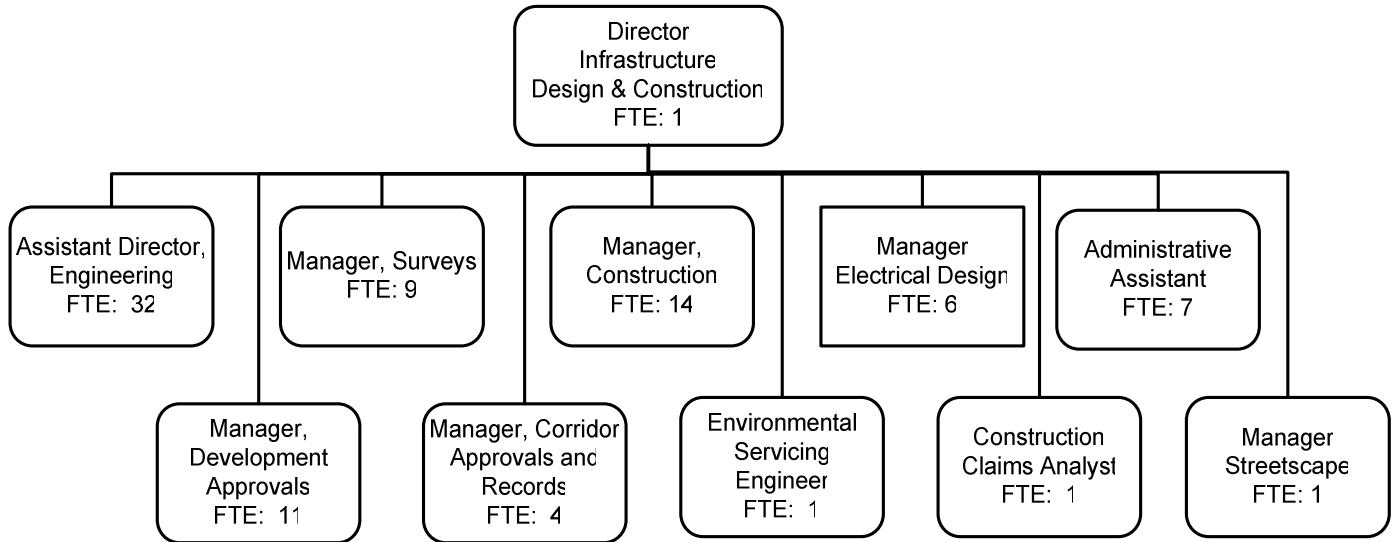 Director
Infrastructure
Design & Construction
FTE: 1
Assistant Director,
Engineering
FTE: 32
Manager, Surveys
FTE: 9
Manager,
Construction
FTE: 14
Manager
Electrical Design
FTE: 6
Administrative
Assistant
FTE: 7
Manager,
Development
Approvals
FTE: 11
Manager, Corridor
Approvals and
Records
FTE: 4
Environmental
Servicing
Engineer
FTE: 1
Construction
Claims Analyst
FTE: 1
Manager
Streetscape
FTE: 1